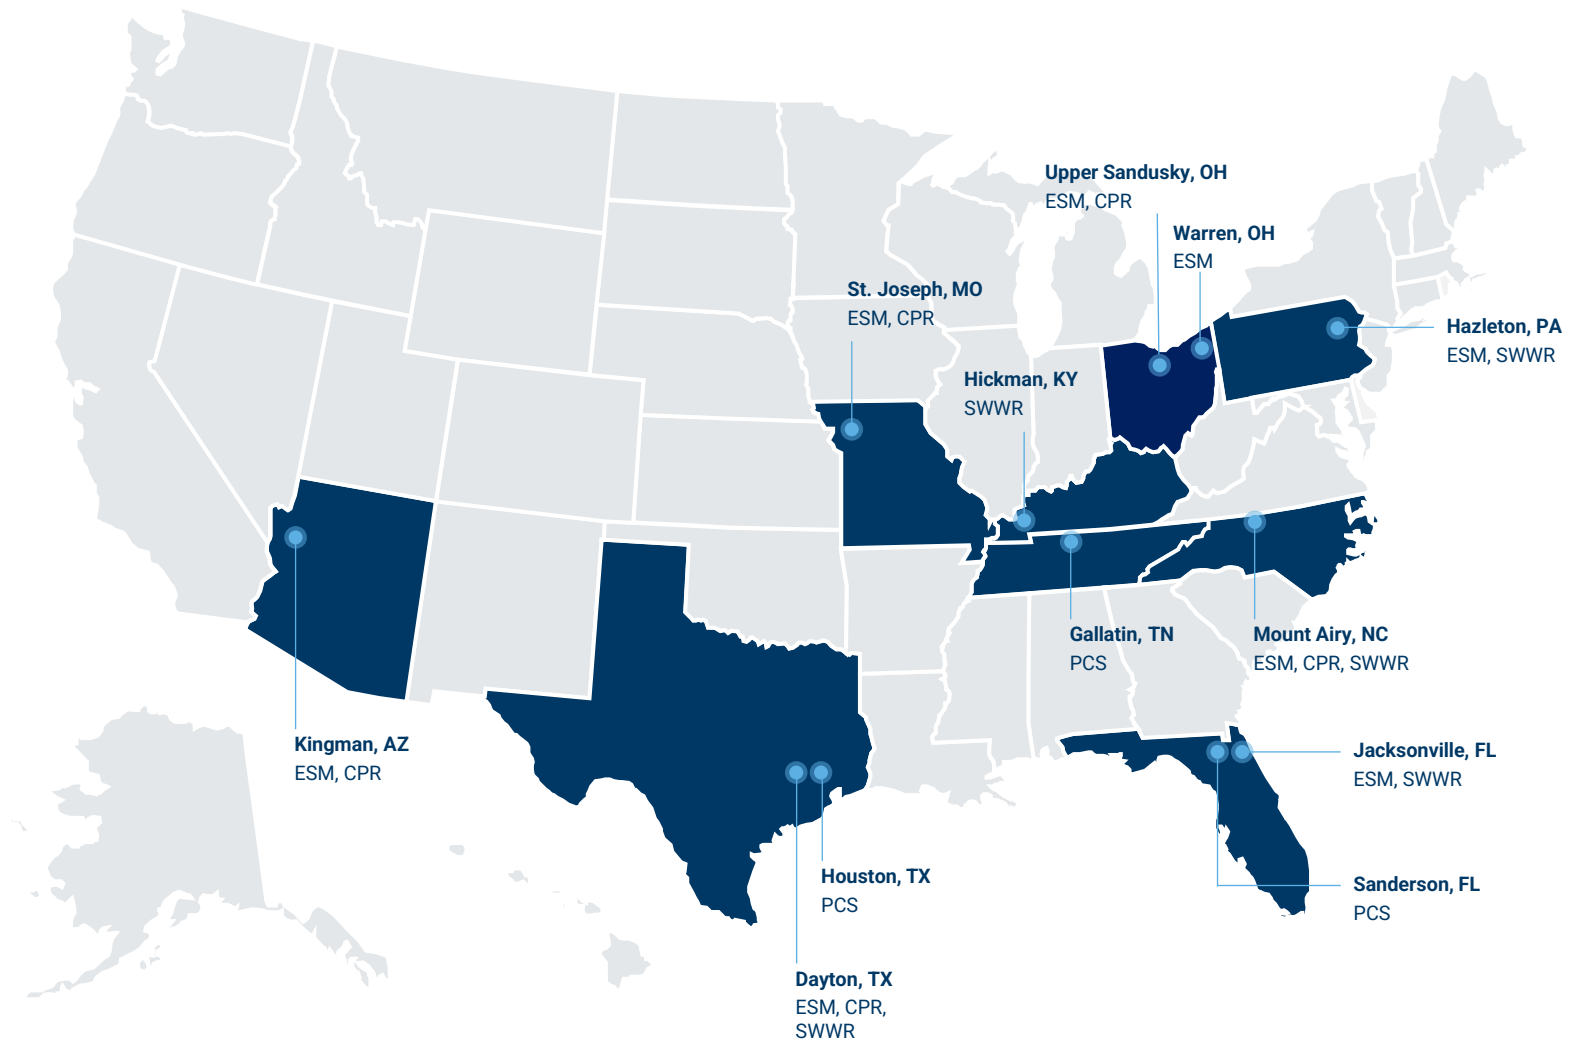 Upper Sandusky, OH
ESM, CPR
Warren, OH
ESM
St. Joseph, MO
ESM, CPR
Hazleton, PA
ESM, SWWR
Hickman, KY
SWWR
Gallatin, TN
PCS
Mount Airy, NC
ESM, CPR, SWWR
Kingman, AZ
ESM, CPR
Jacksonville, FL
ESM, SWWR
Houston, TX
PCS
Sanderson, FL
PCS
Dayton, TX
ESM, CPR,
SWWR